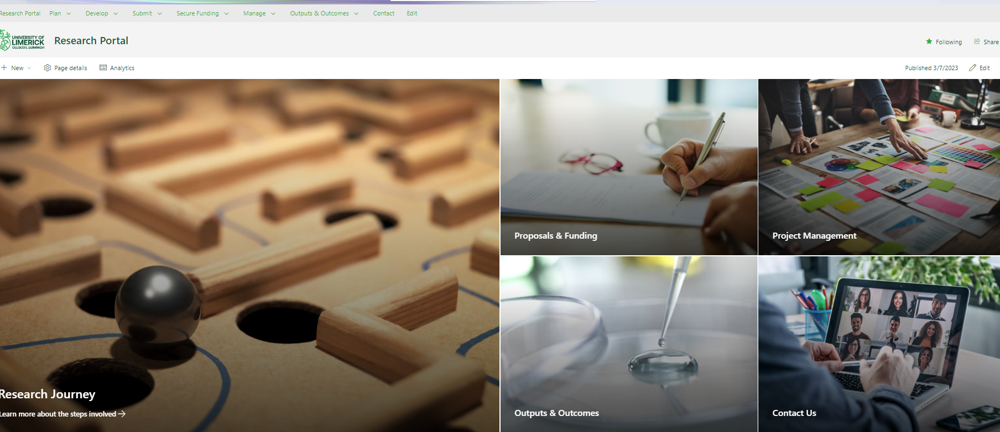 Research Portal Plan Develop Submit Secure Funding Manage Outputs & Outcomes Contact Edit
UNIVERSITY OF
LIMERICK
OLLSCOIL LUIMNIGH
Research Portal
Following Share
New Page details Analytics
Published 3/7/2023 Edit
Proposals & Funding
Project Management
Research Journey
Learn more about the steps involved
Outputs & Outcomes
Contact Us